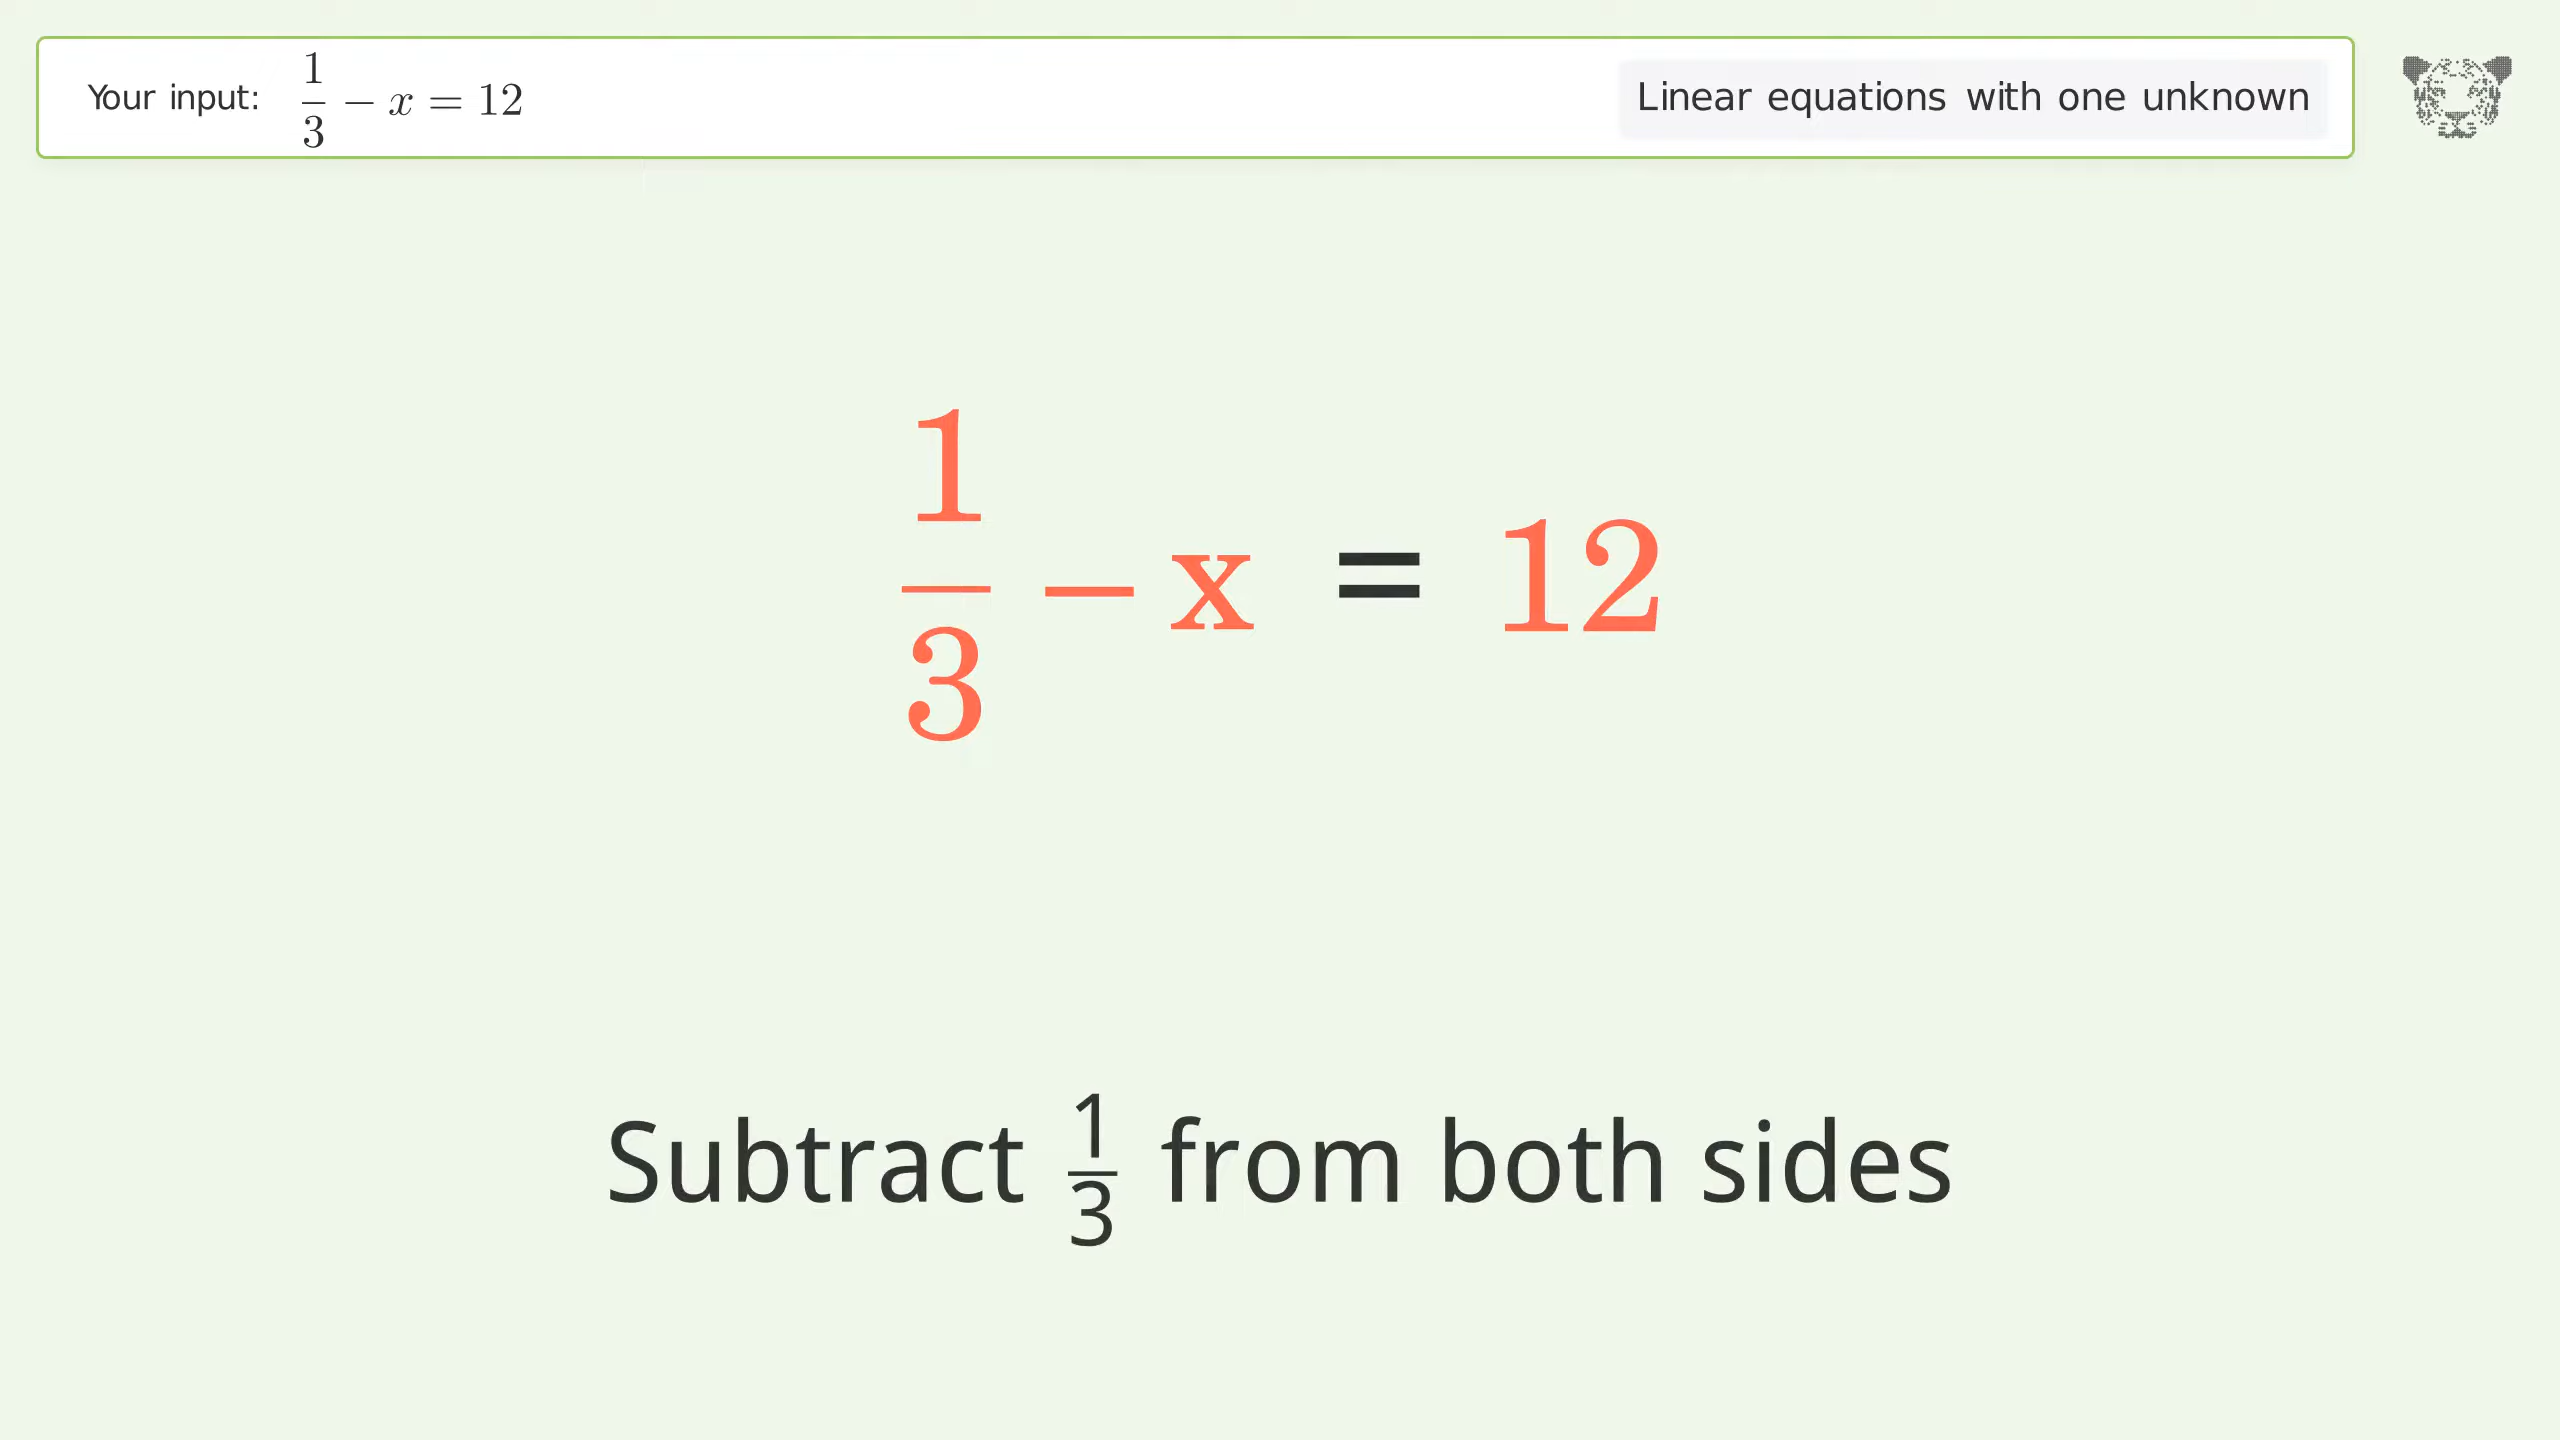 Your input: 1/3 − x = 12
Linear equations with one unknown
1/3 − x = 12
Subtract 1/3 from both sides